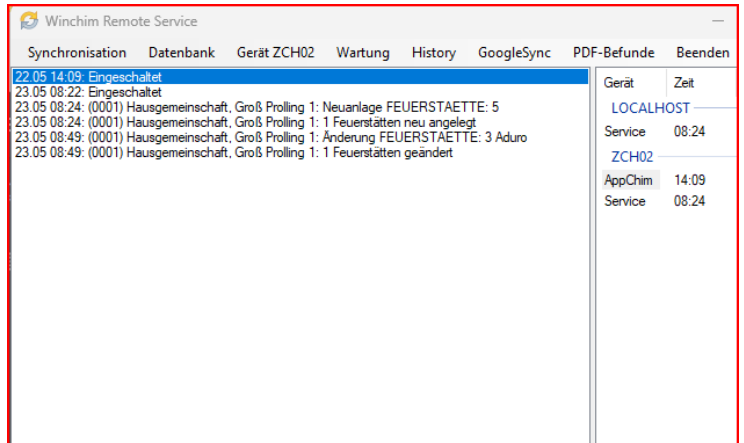 Winchim Remote Service
Synchronisation Datenbank Gerät ZCH02 Wartung History GoogleSync PDF-Befunde Beenden
22.05 14:09: Eingeschaltet
23.05 08:22: Eingeschaltet
23.05 08:24: (0001) Hausgemeinschaft, Groß Prolling 1: Neuanlage FEUERSTAETTE: 5
23.05 08:24: (0001) Hausgemeinschaft, Groß Prolling 1: 1 Feuerstätten neu angelegt
23.05 08:49: (0001) Hausgemeinschaft, Groß Prolling 1: Änderung FEUERSTAETTE: 3 Aduro
23.05 08:49: (0001) Hausgemeinschaft, Groß Prolling 1: 1 Feuerstätten geändert
Gerät Zeit
LOCALHOST
Service 08:24
ZCH02
AppChim 14:09
Service 08:24